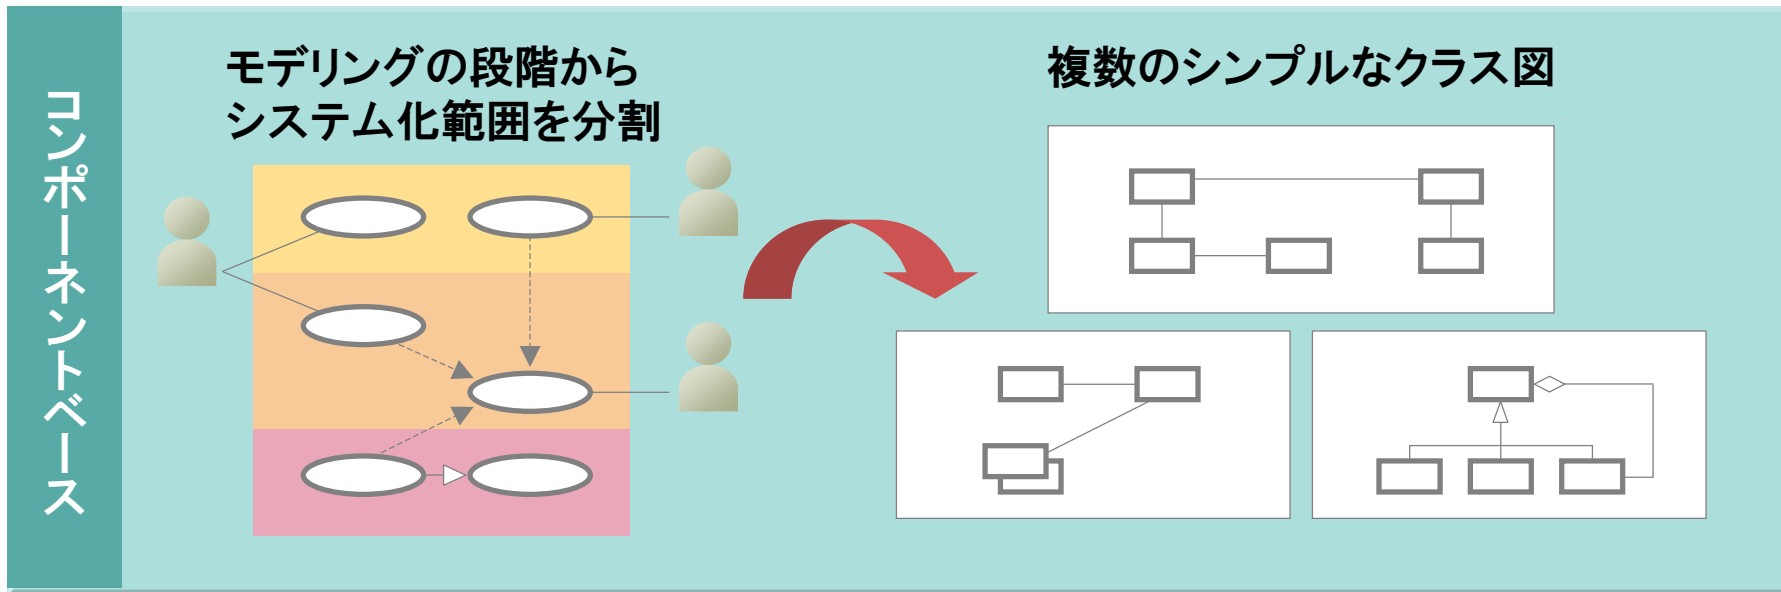 コンポーネントベース
モデリングの段階から
システム化範囲を分割
複数のシンプルなクラス図